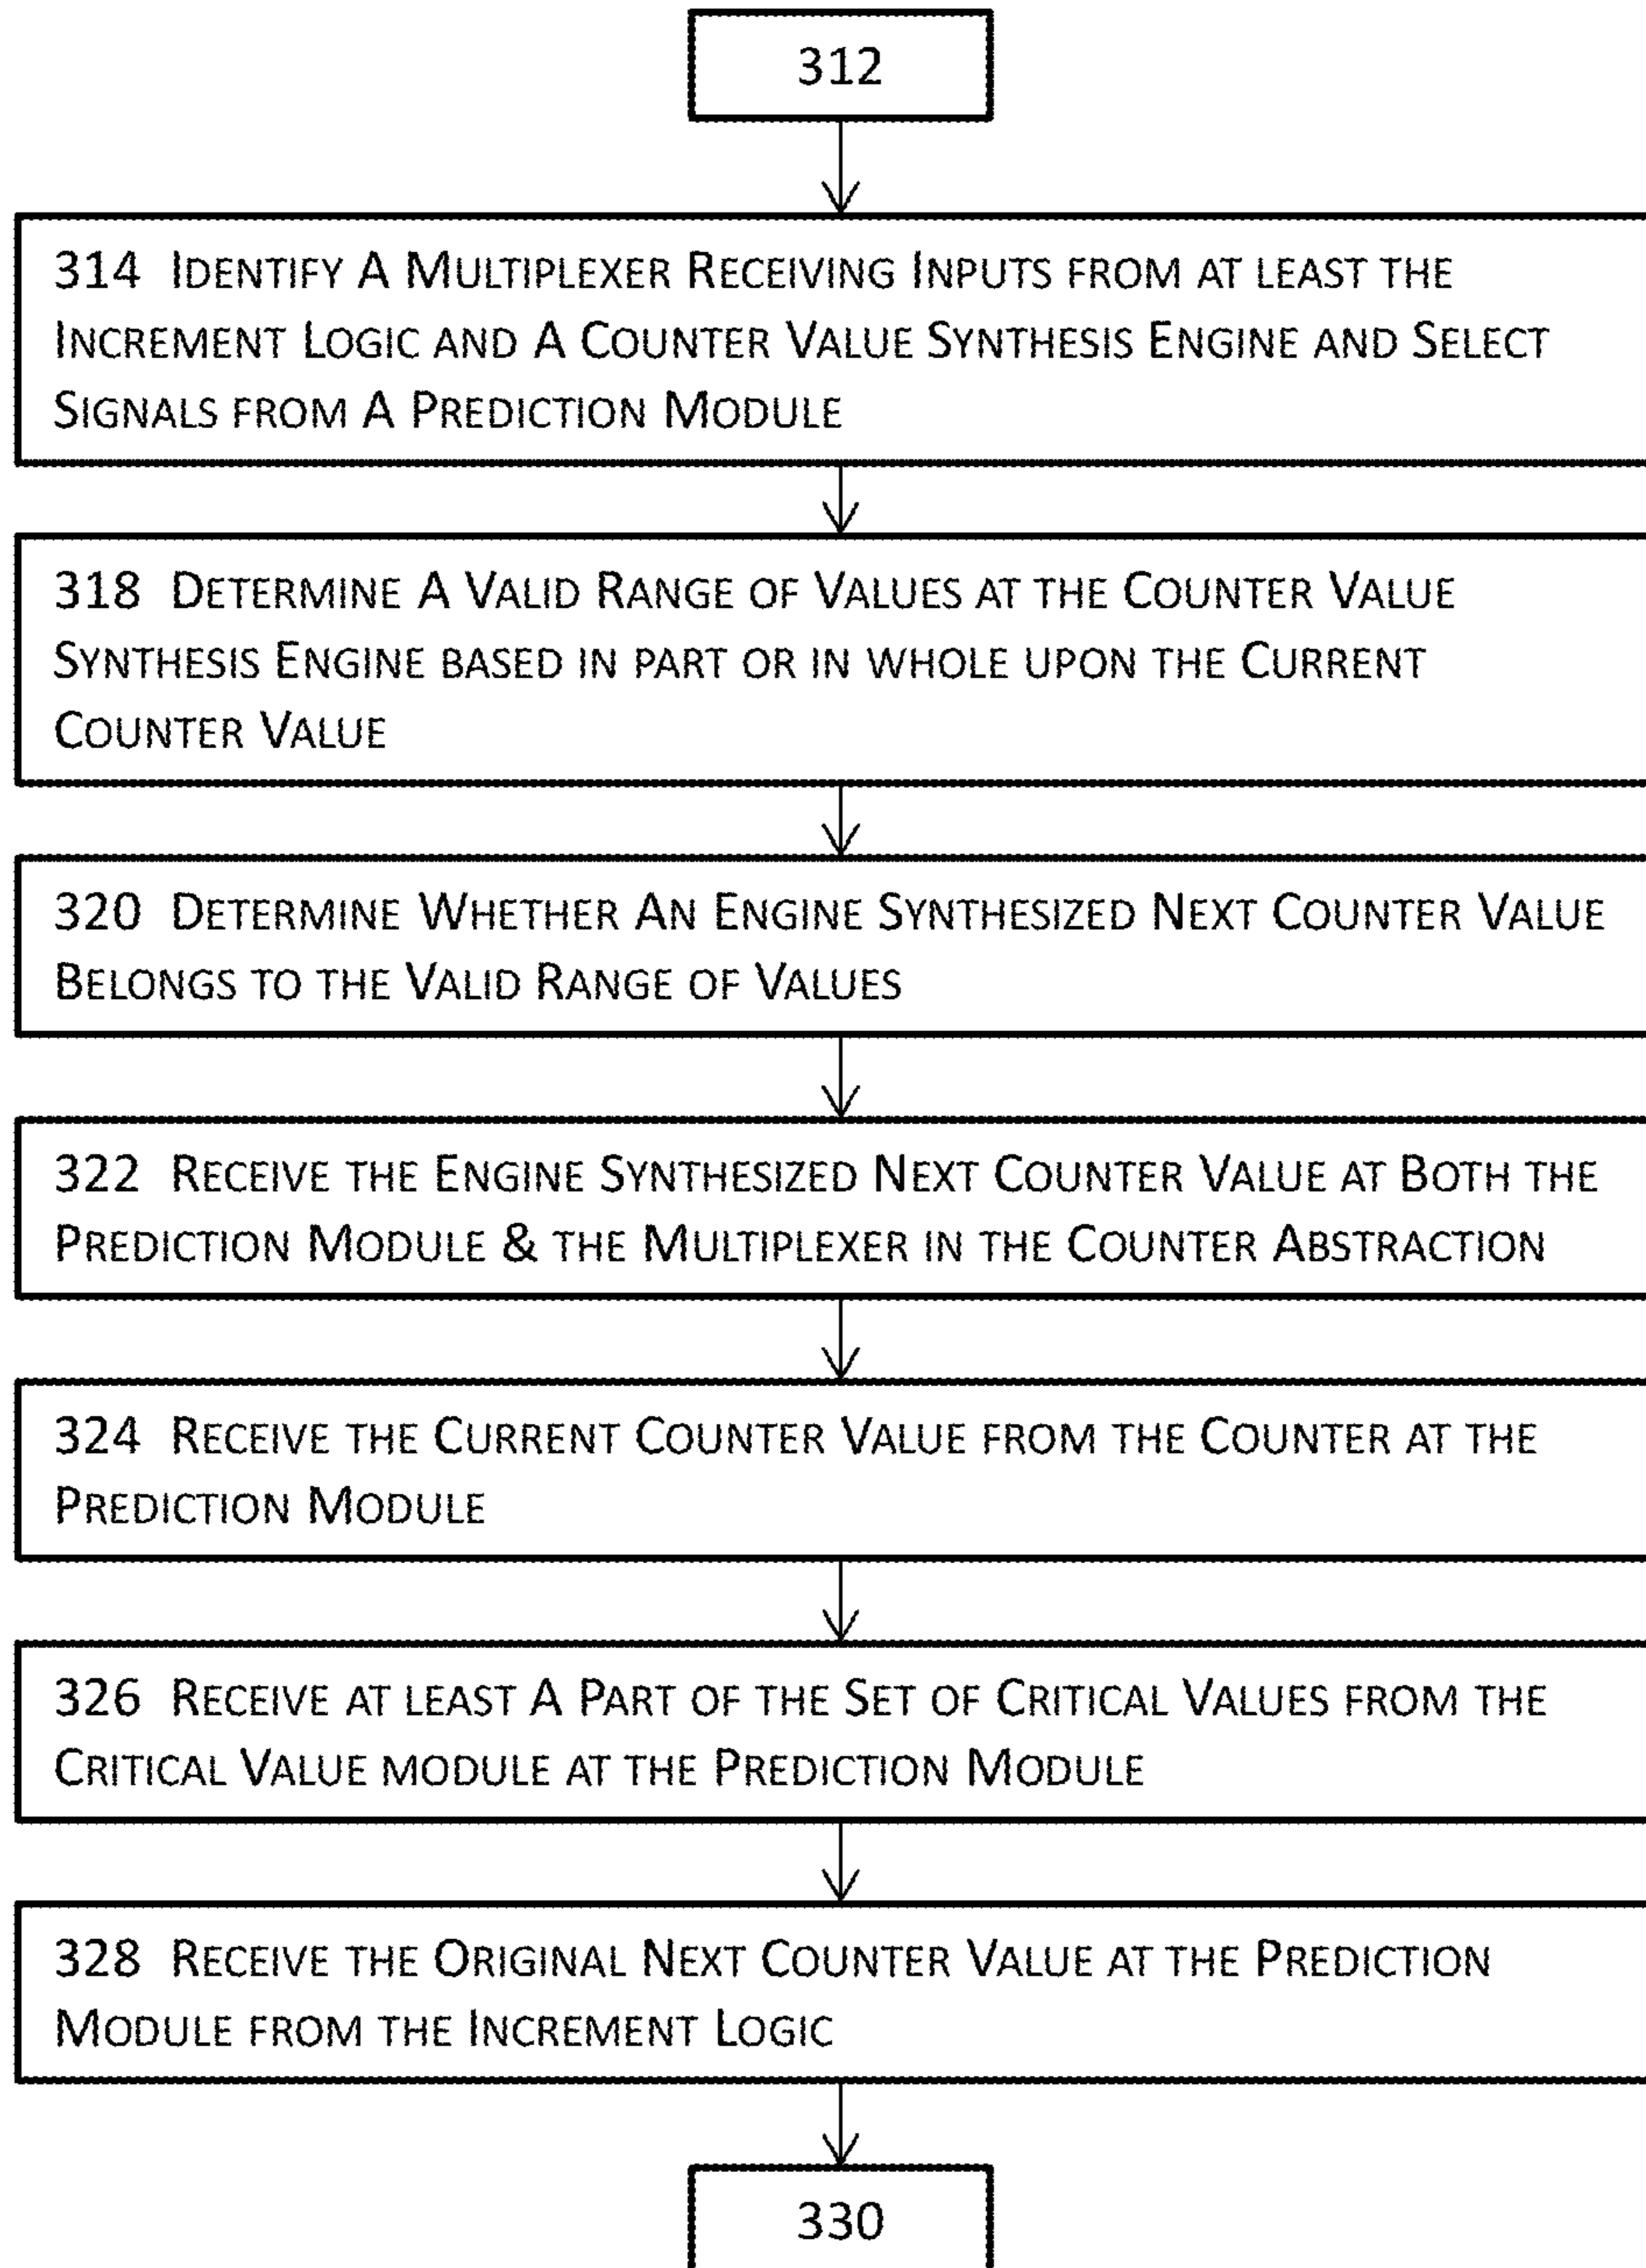 312
314 IDENTIFY A MULTIPLEXER RECEIVING INPUTS FROM AT LEAST THE
INCREMENT LOGIC AND A COUNTER VALUE SYNTHESIS ENGINE AND SELECT
SIGNALS FROM A PREDICTION MODULE
318 DETERMINE A VALID RANGE OF VALUES AT THE COUNTER VALUE
SYNTHESIS ENGINE BASED IN PART OR IN WHOLE UPON THE CURRENT
COUNTER VALUE
320 DETERMINE WHETHER AN ENGINE SYNTHESIZED NEXT COUNTER VALUE
BELONGS TO THE VALID RANGE OF VALUES
322 RECEIVE THE ENGINE SYNTHESIZED NEXT COUNTER VALUE AT BOTH THE
PREDICTION MODULE & THE MULTIPLEXER IN THE COUNTER ABSTRACTION
324 RECEIVE THE CURRENT COUNTER VALUE FROM THE COUNTER AT THE
PREDICTION MODULE
326 RECEIVE AT LEAST A PART OF THE SET OF CRITICAL VALUES FROM THE
CRITICAL VALUE MODULE AT THE PREDICTION MODULE
328 RECEIVE THE ORIGINAL NEXT COUNTER VALUE AT THE PREDICTION
MODULE FROM THE INCREMENT LOGIC
330